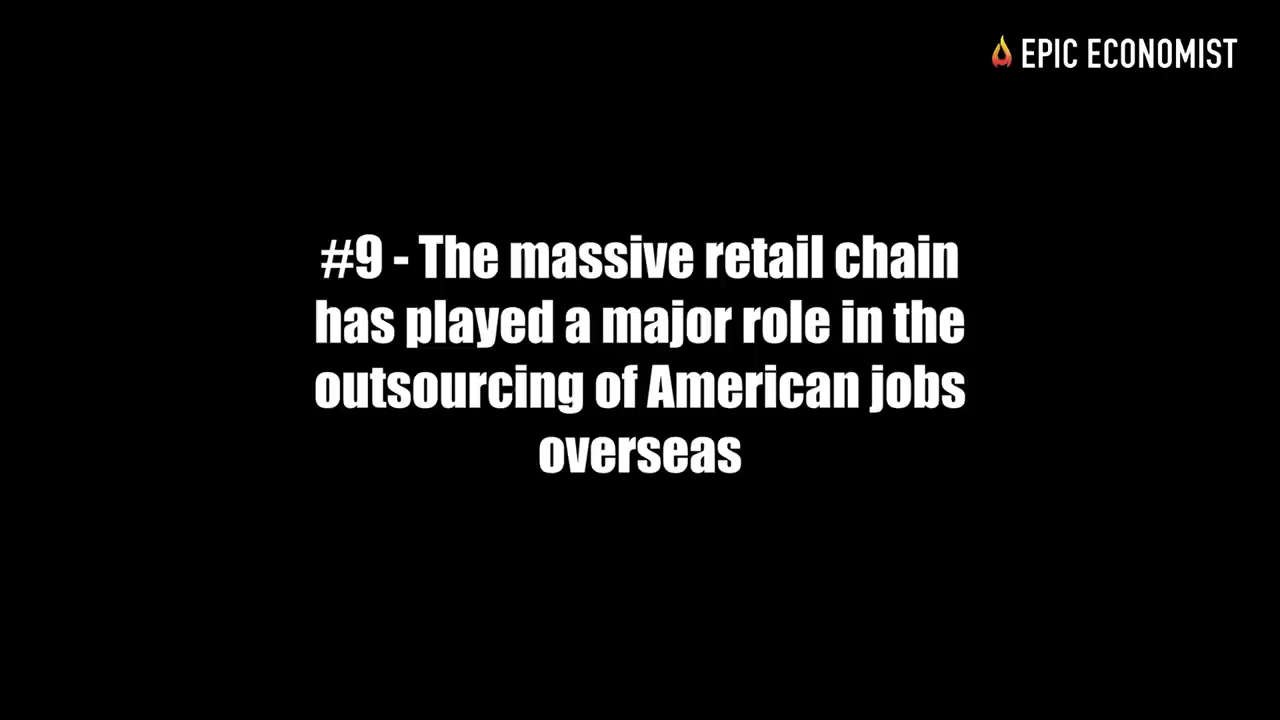 EPIC ECONOMIST
#9 - The massive retail chain
has played a major role in the
outsourcing of American jobs
overseas